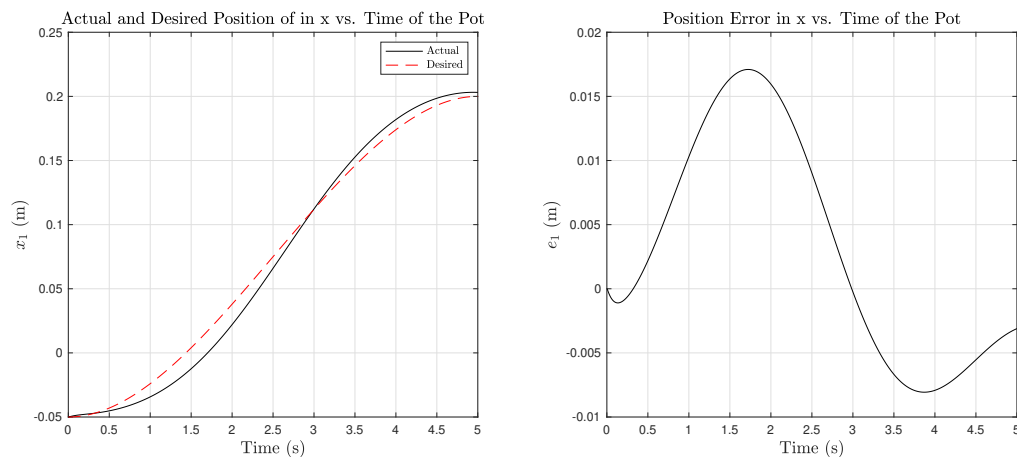 Actual and Desired Position of in x vs. Time of the Pot
0.25
0.2
0.15
0.1
0.05
0
-0.05
x₁ (m)
Actual
Desired
0 0.5 1 1.5 2 2.5 3 3.5 4 4.5 5
Time (s)
Position Error in x vs. Time of the Pot
0.02
0.015
0.01
0.005
0
-0.005
-0.01
e₁ (m)
0 0.5 1 1.5 2 2.5 3 3.5 4 4.5 5
Time (s)